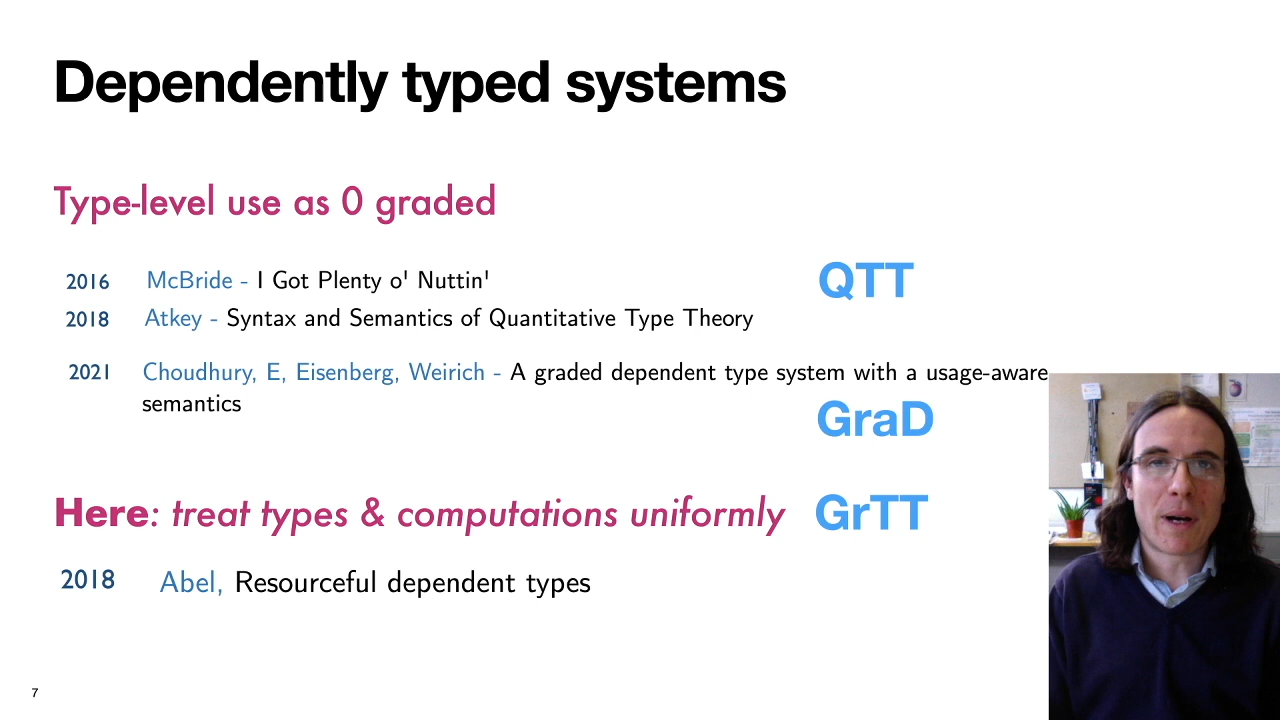 Dependently typed systems
Type-level use as 0 graded
2016 McBride - I Got Plenty o' Nuttin' QTT
2018 Atkey - Syntax and Semantics of Quantitative Type Theory
2021 Choudhury, E, Eisenberg, Weirich - A graded dependent type system with a usage-aware
semantics
GraD
Here: treat types & computations uniformly GrTT
2018 Abel, Resourceful dependent types
7